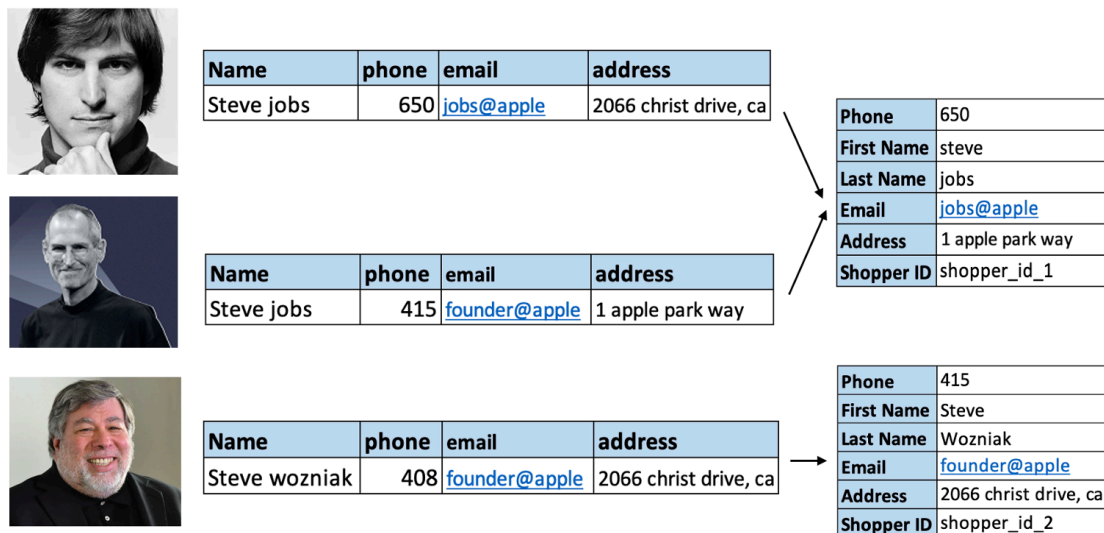 Name phone email address
Steve jobs 650 jobs@apple 2066 christ drive, ca
Name phone email address
Steve jobs 415 founder@apple 1 apple park way
Name phone email address
Steve wozniak 408 founder@apple 2066 christ drive, ca
Phone 650
First Name steve
Last Name jobs
Email jobs@apple
Address 1 apple park way
Shopper ID shopper_id_1
Phone 415
First Name Steve
Last Name Wozniak
Email founder@apple
Address 2066 christ drive, ca
Shopper ID shopper_id_2